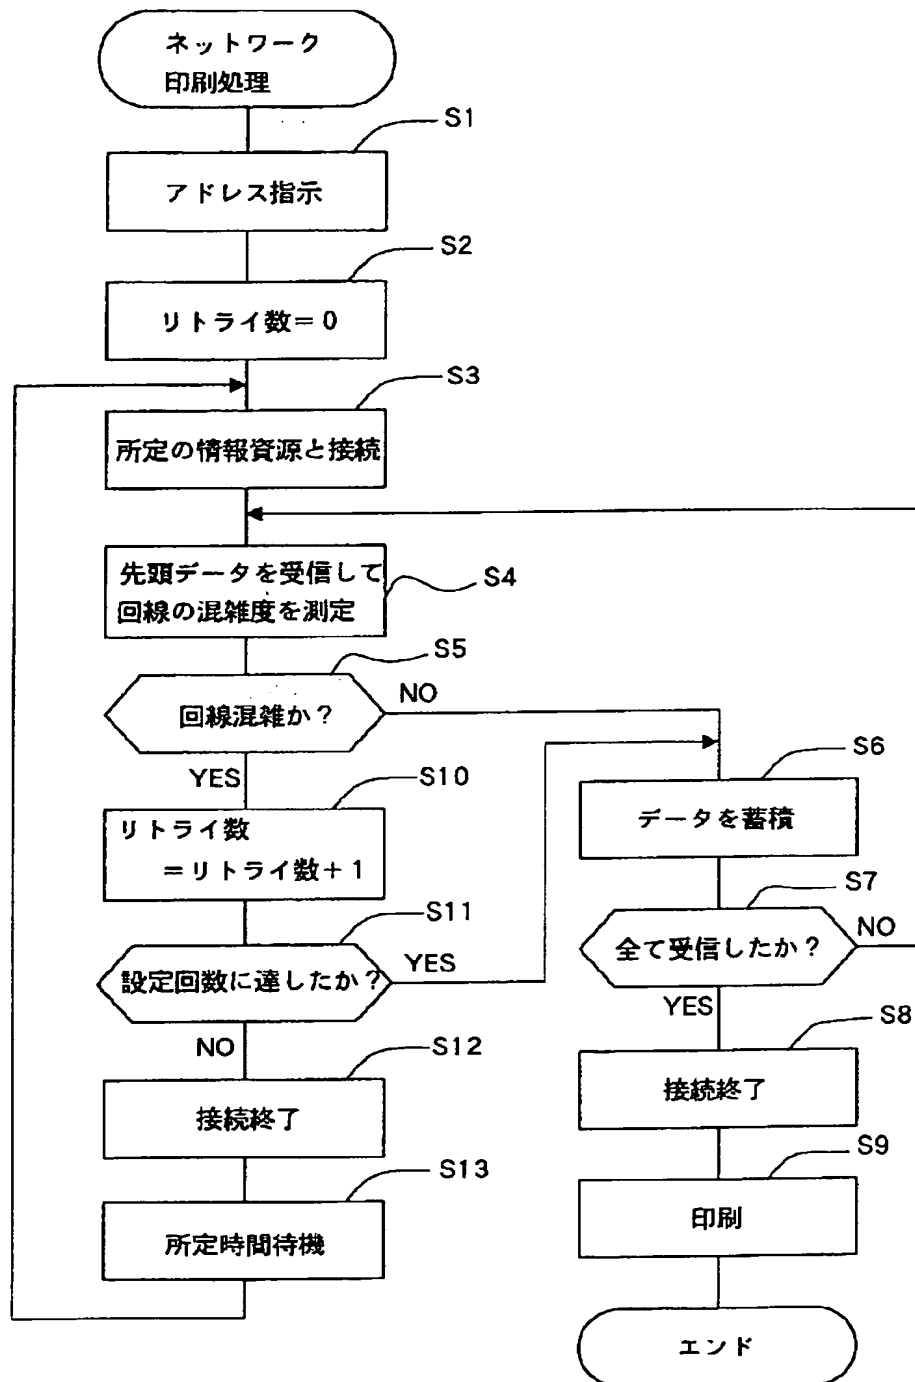 ネットワーク
印刷処理
S1
アドレス指示
S2
リトライ数＝0
S3
所定の情報資源と接続
先頭データを受信して
回線の混雑度を測定
S4
S5
回線混雑か？
NO
YES
S10
リトライ数
＝リトライ数＋1
S11
設定回数に達したか？
YES
NO
S12
接続終了
S13
所定時間待機
S6
データを蓄積
S7
全て受信したか？
NO
YES
S8
接続終了
S9
印刷
エンド